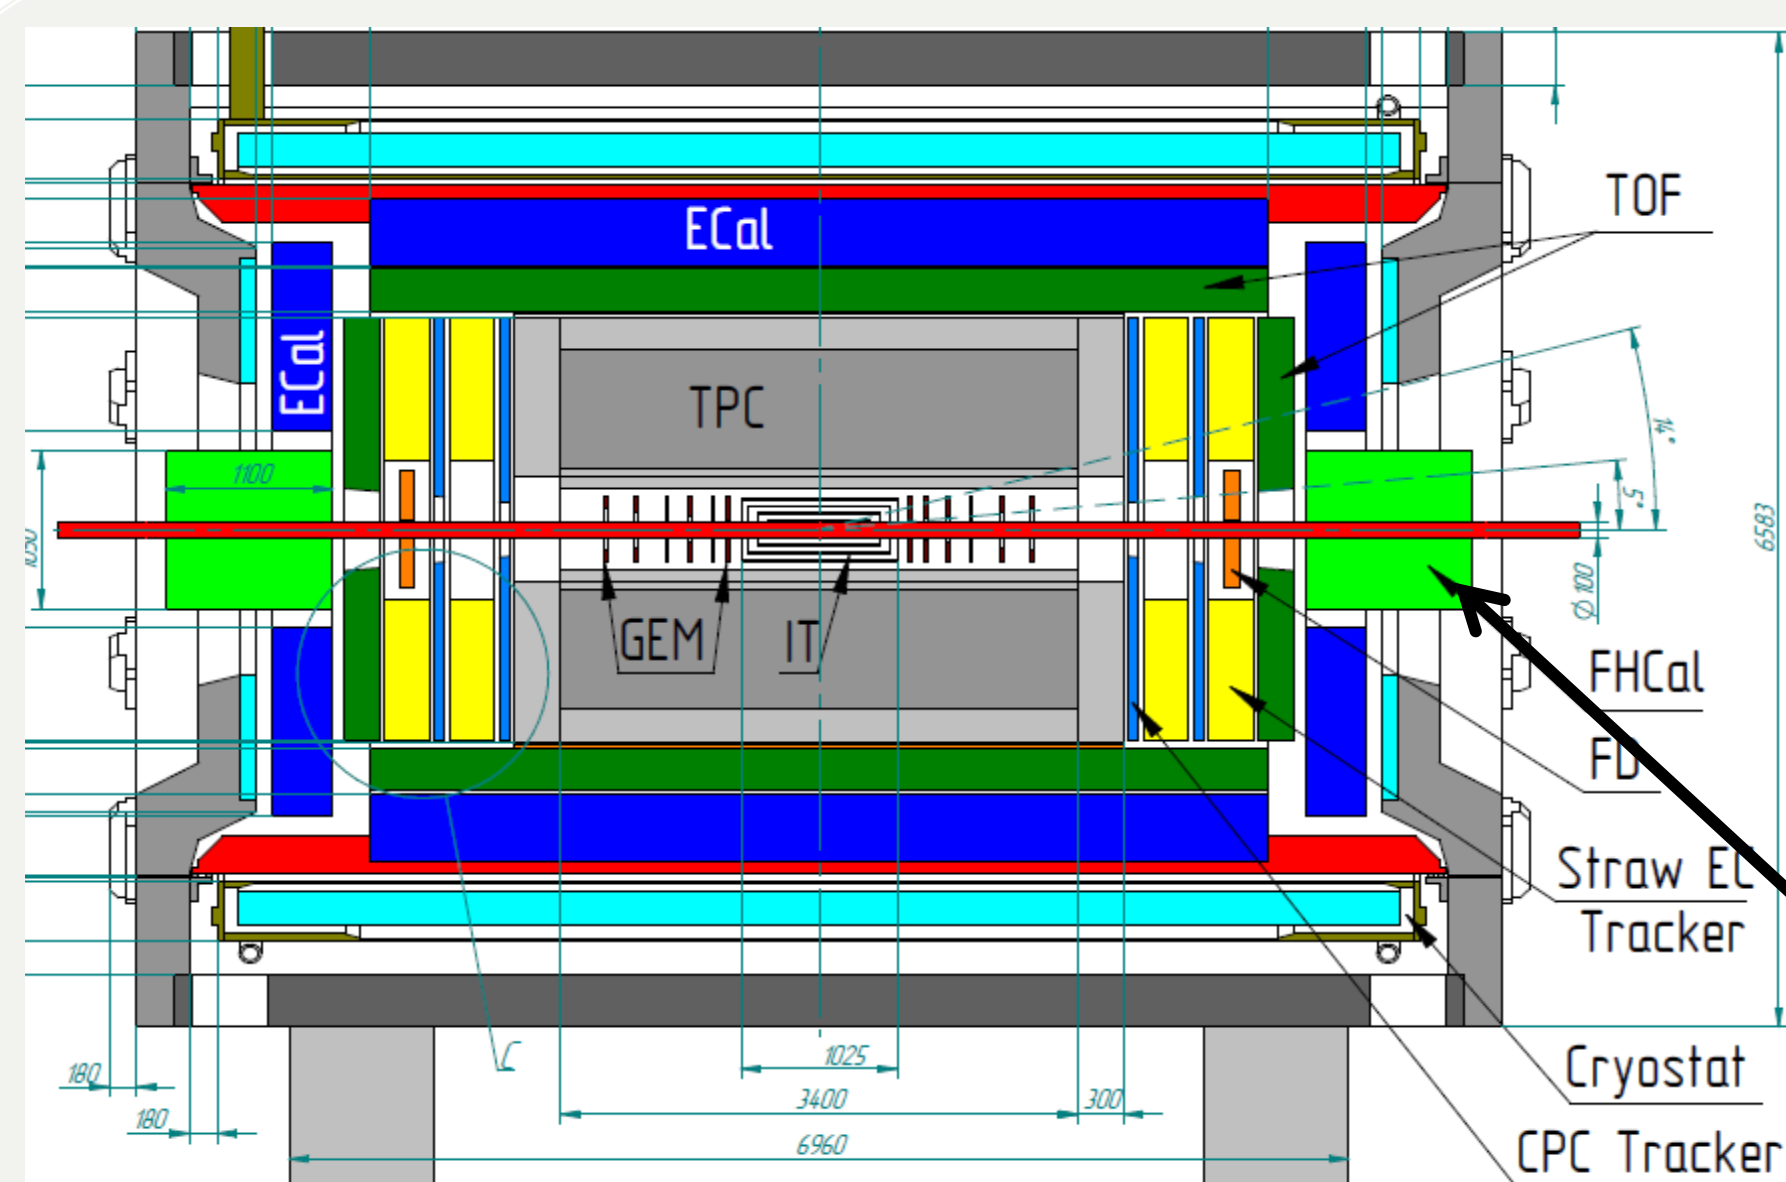 TOF
ECal
ECal
TPC
14°
5°
1100
1050
6583
Ø 100
GEM
IT
FHCal
FD
Straw EC
Tracker
C
1025
Cryostat
180
3400
300
180
6960
CPC Tracker